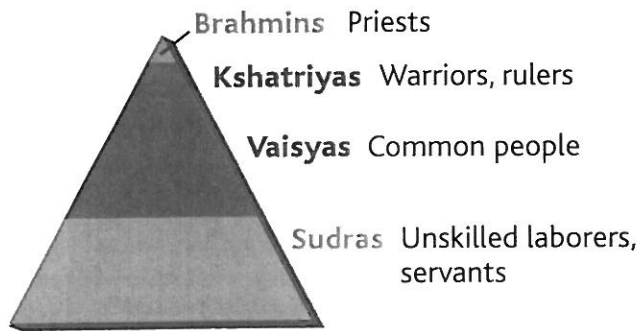 Brahmins Priests
Kshatriyas Warriors, rulers
Vaisyas Common people
Sudras Unskilled laborers,
servants